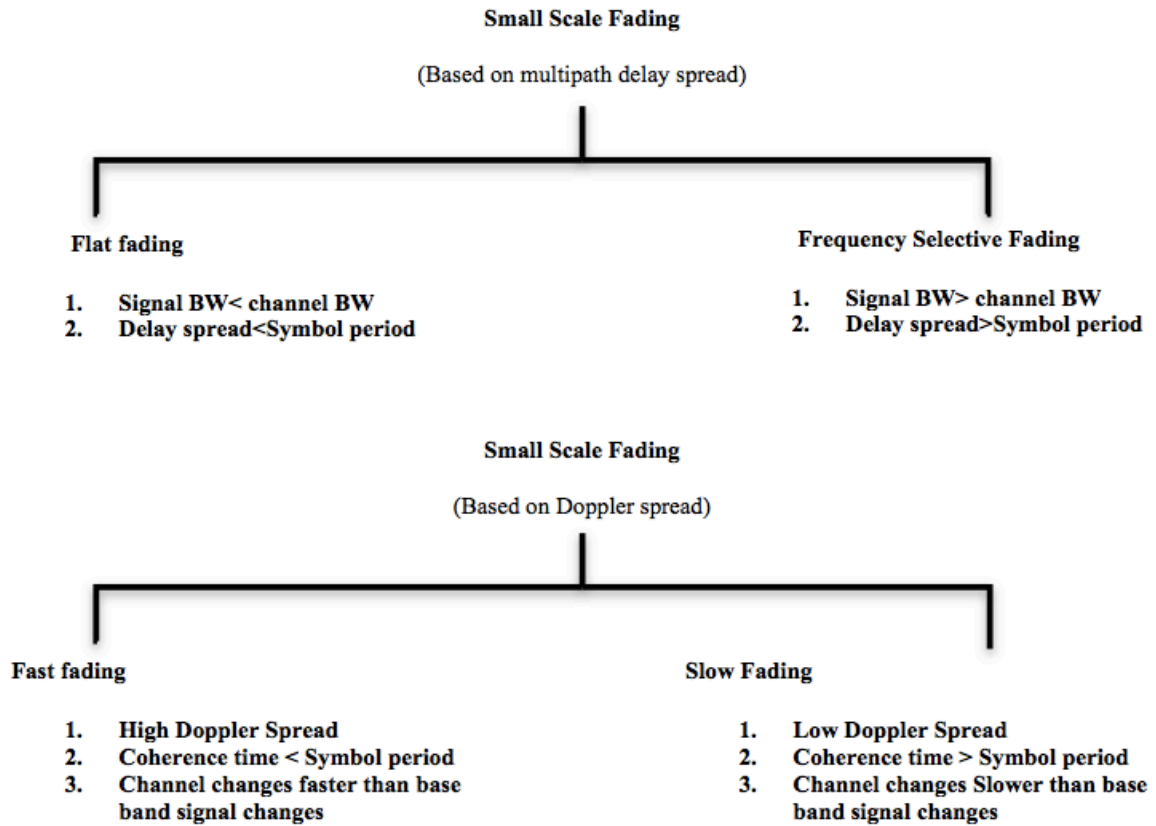 Small Scale Fading
(Based on multipath delay spread)
Flat fading
1. Signal BW< channel BW
2. Delay spread<Symbol period
Frequency Selective Fading
1. Signal BW> channel BW
2. Delay spread>Symbol period
Small Scale Fading
(Based on Doppler spread)
Fast fading
1. High Doppler Spread
2. Coherence time < Symbol period
3. Channel changes faster than base
band signal changes
Slow Fading
1. Low Doppler Spread
2. Coherence time > Symbol period
3. Channel changes Slower than base
band signal changes